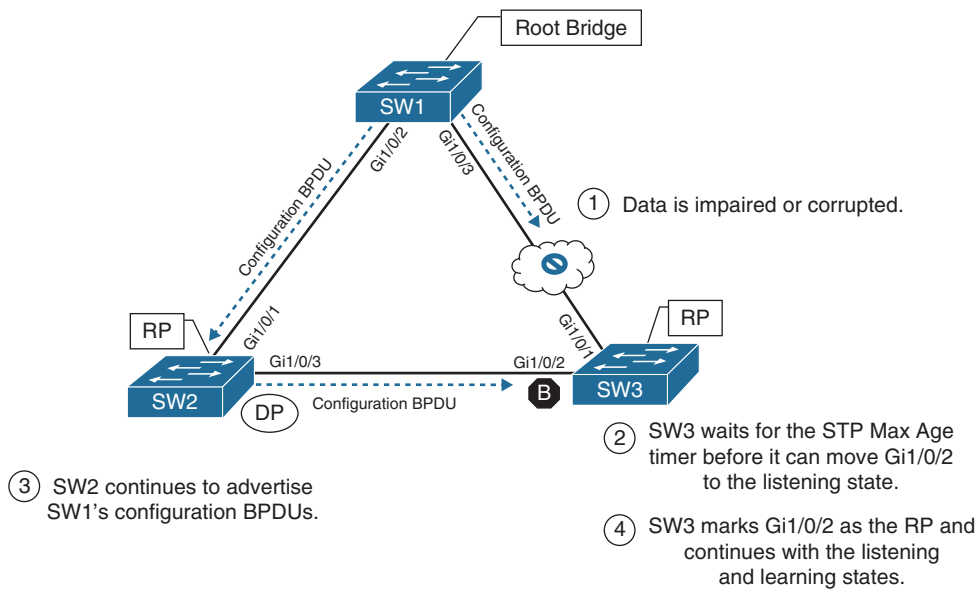 Root Bridge
SW1
Gi1/0/2
Gi1/0/3
Configuration BPDU
Configuration BPDU
1 Data is impaired or corrupted.
RP
Gi1/0/1
Gi1/0/1
RP
Gi1/0/3
Gi1/0/2
SW2
DP
Configuration BPDU
B
SW3
2 SW3 waits for the STP Max Age
timer before it can move Gi1/0/2
to the listening state.
3 SW2 continues to advertise
SW1's configuration BPDUs.
4 SW3 marks Gi1/0/2 as the RP and
continues with the listening
and learning states.